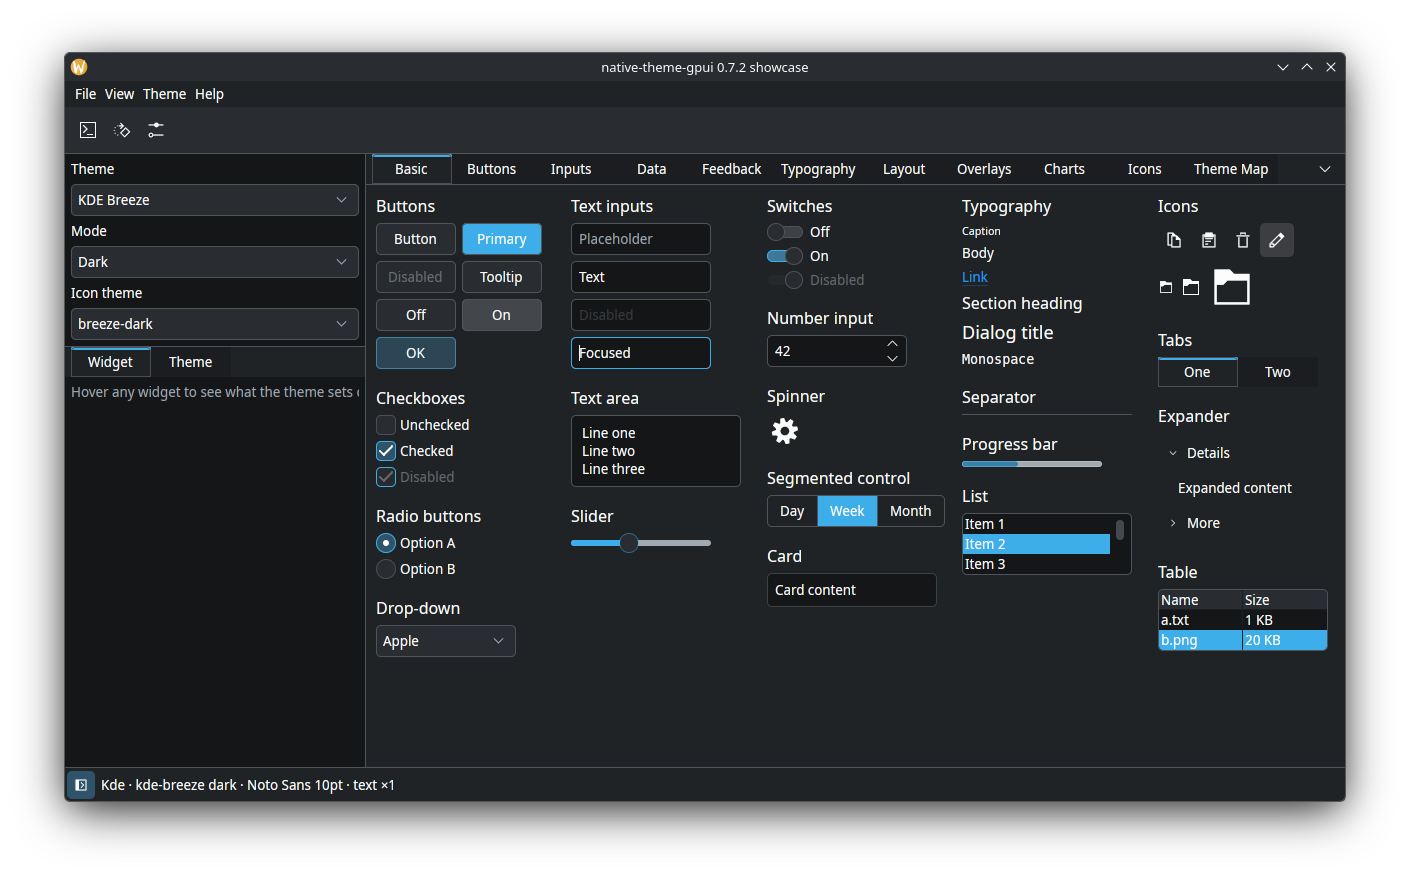 native-theme-gpui 0.7.2 showcase
File View Theme Help
Theme
KDE Breeze
Mode
Dark
Icon theme
breeze-dark
Widget Theme
Hover any widget to see what the theme sets
Basic Buttons Inputs Data Feedback Typography Layout Overlays Charts Icons Theme Map
Buttons
Button Primary
Disabled Tooltip
Off On
OK
Checkboxes
Unchecked
Checked
Disabled
Radio buttons
Option A
Option B
Drop-down
Apple
Text inputs
Placeholder
Text
Disabled
Focused
Text area
Line one
Line two
Line three
Slider
Switches
Off
On
Disabled
Number input
42
Spinner
Segmented control
Day Week Month
Card
Card content
Typography
Caption
Body
Link
Section heading
Dialog title
Monospace
Separator
Progress bar
List
Item 1
Item 2
Item 3
Icons
Tabs
One Two
Expander
Details
Expanded content
More
Table
Name Size
a.txt 1 KB
b.png 20 KB
Kde · kde-breeze dark · Noto Sans 10pt · text ×1